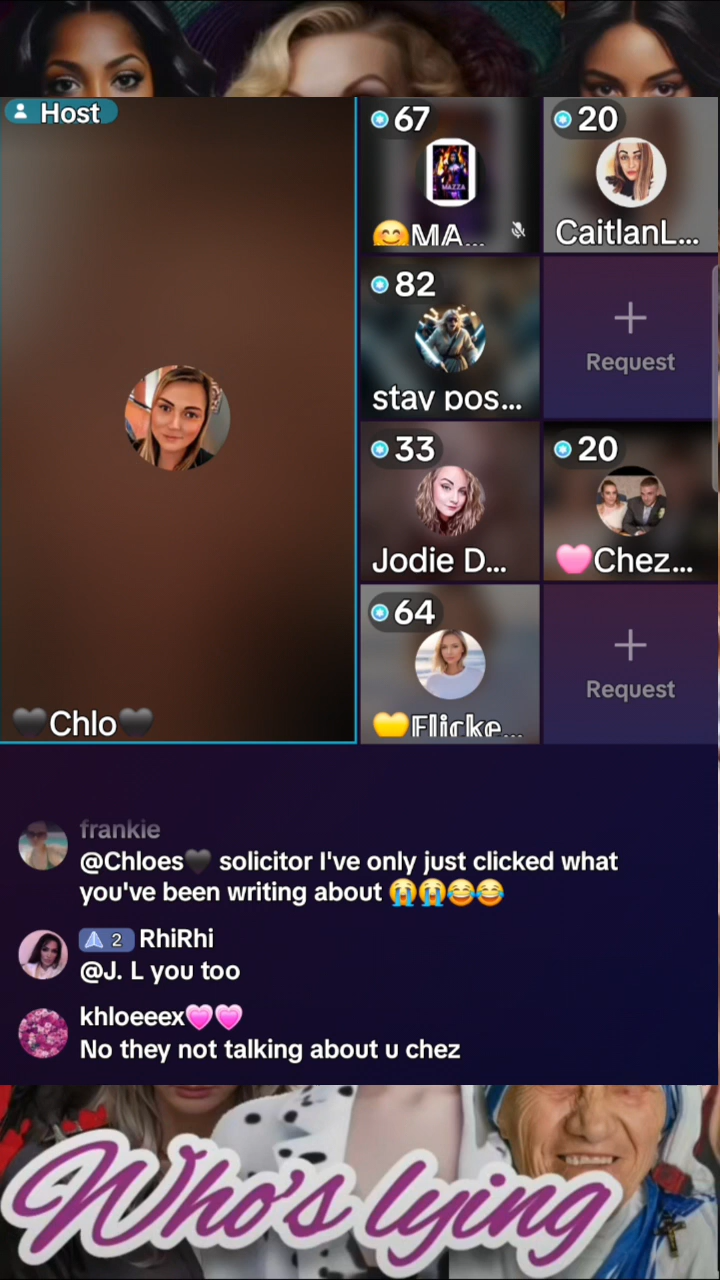 Host
67
20
😊MA...
CaitlanL...
82
Request
stav pos...
33
20
Jodie D...
🩷Chez...
64
Request
🖤Chlo🖤
💛Flicke...
frankie
@Chloes🖤 solicitor I've only just clicked what
you've been writing about 😭😭😂😂
2 RhiRhi
@J. L you too
khloeeex💗💗
No they not talking about u chez
Who's lying